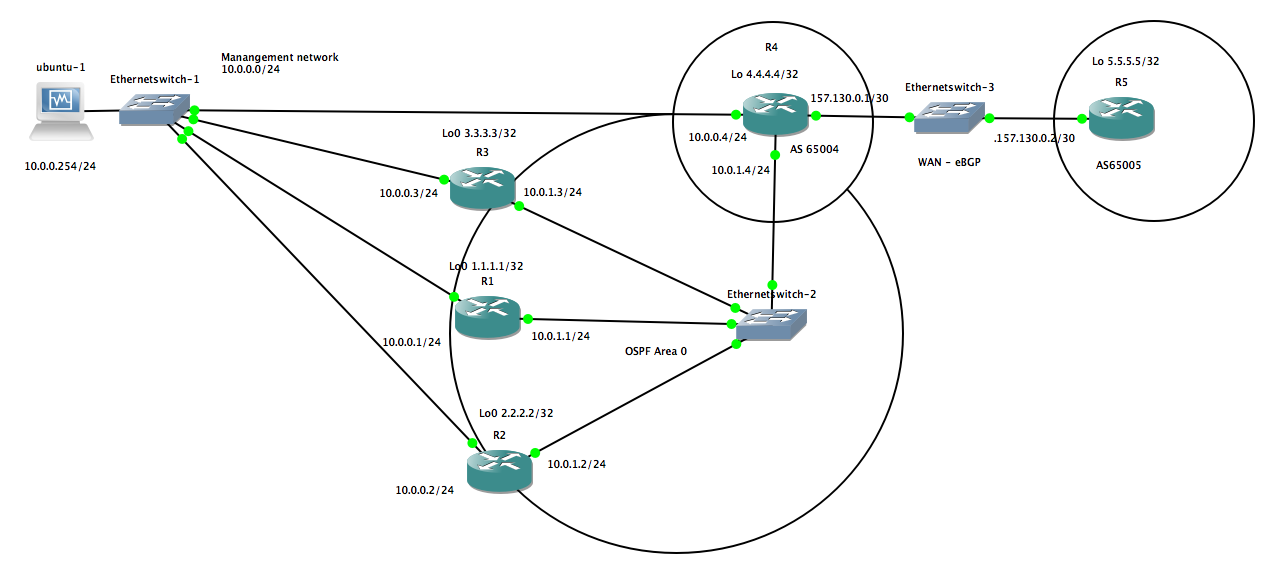 ubuntu-1
10.0.0.254/24
Ethernetswitch-1
Manangement network
10.0.0.0/24
Lo0 3.3.3.3/32
R3
10.0.0.3/24
10.0.1.3/24
Lo0 1.1.1.1/32
R1
10.0.0.1/24
10.0.1.1/24
Lo0 2.2.2.2/32
R2
10.0.0.2/24
10.0.1.2/24
OSPF Area 0
Ethernetswitch-2
R4
Lo 4.4.4.4/32
157.130.0.1/30
10.0.0.4/24
AS 65004
10.0.1.4/24
Ethernetswitch-3
WAN - eBGP
Lo 5.5.5.5/32
R5
.157.130.0.2/30
AS65005